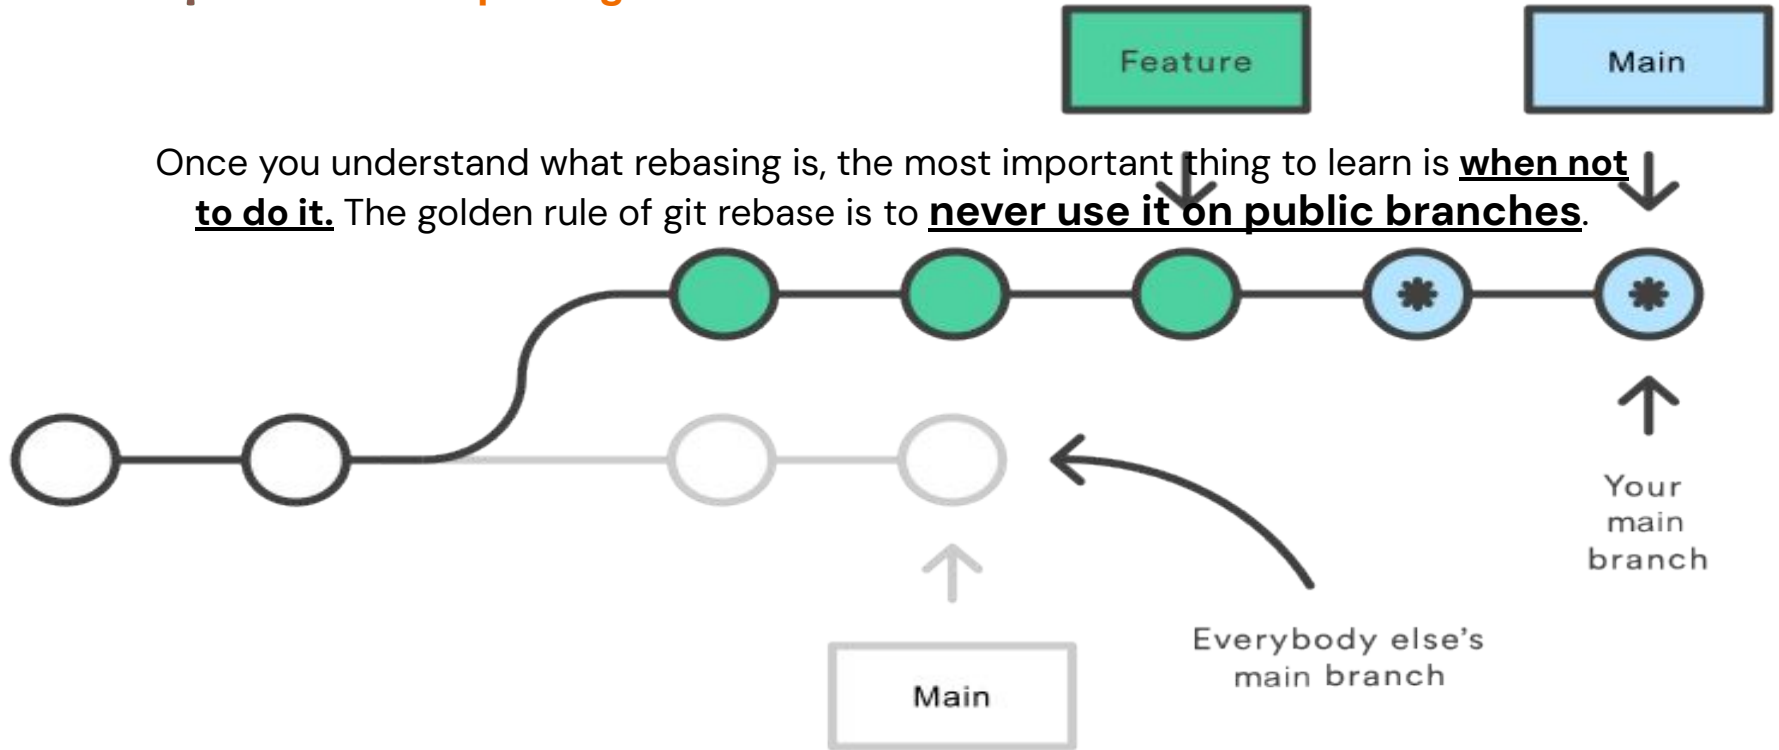 Feature
Main
Once you understand what rebasing is, the most important thing to learn is when not
to do it. The golden rule of git rebase is to never use it on public branches.
Your
main
branch
Everybody else's
main branch
Main